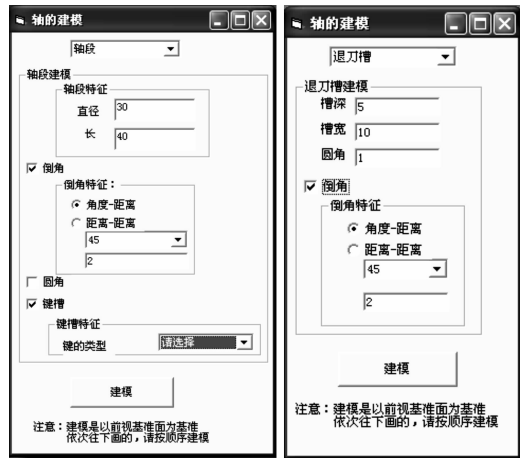 轴的建模
轴段
轴段建模
轴段特征
直径 30
长 40
倒角
倒角特征：
角度-距离
距离-距离
45
2
圆角
键槽
键槽特征
键的类型 请选择
建模
注意：建模是以前视基准面为基准
依次往下画的，请按顺序建模
轴的建模
退刀槽
退刀槽建模
槽深 5
槽宽 10
圆角 1
倒角
倒角特征
角度-距离
距离-距离
45
2
建模
注意：建模是以前视基准面为基准
依次往下画的，请按顺序建模